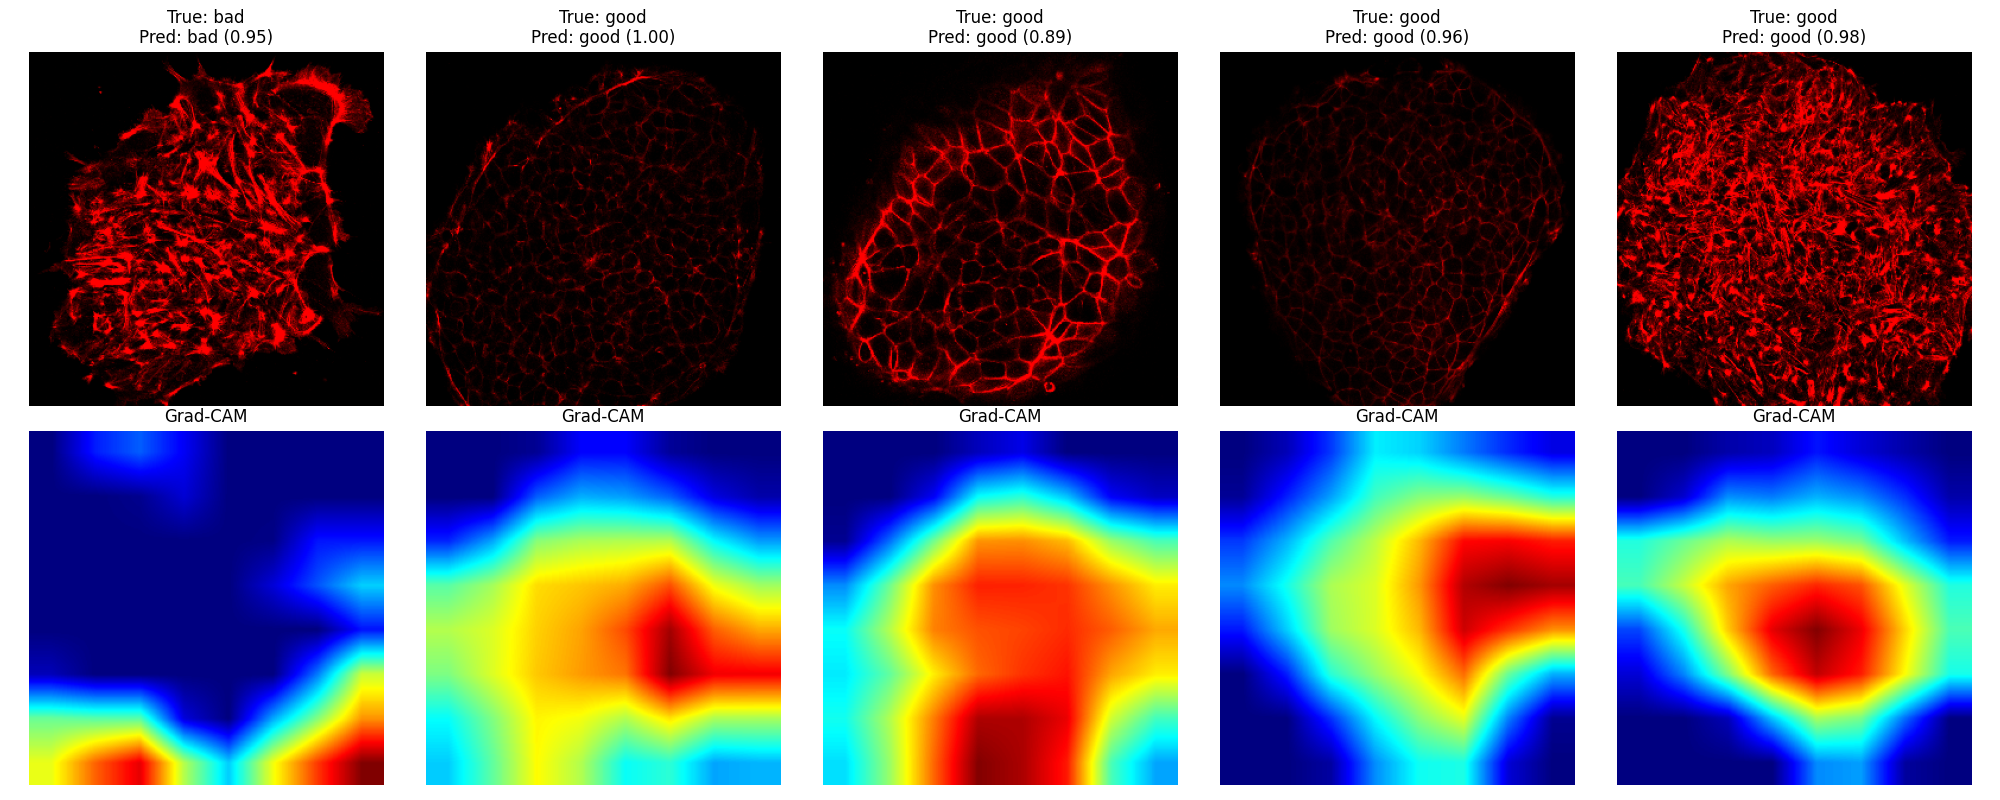 True: bad
Pred: bad (0.95)
True: good
Pred: good (1.00)
True: good
Pred: good (0.89)
True: good
Pred: good (0.96)
True: good
Pred: good (0.98)
Grad-CAM
Grad-CAM
Grad-CAM
Grad-CAM
Grad-CAM